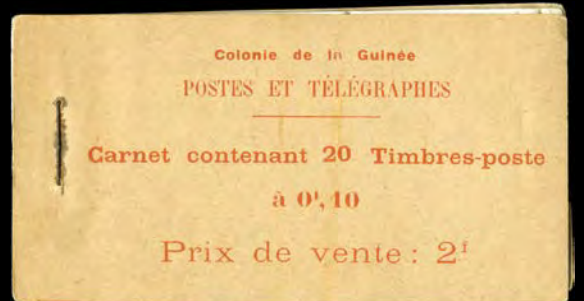 Colonie de la Guinée
POSTES ET TÉLÉGRAPHES
Carnet contenant 20 Timbres-poste
à 0ᶠ,10
Prix de vente : 2ᶠ